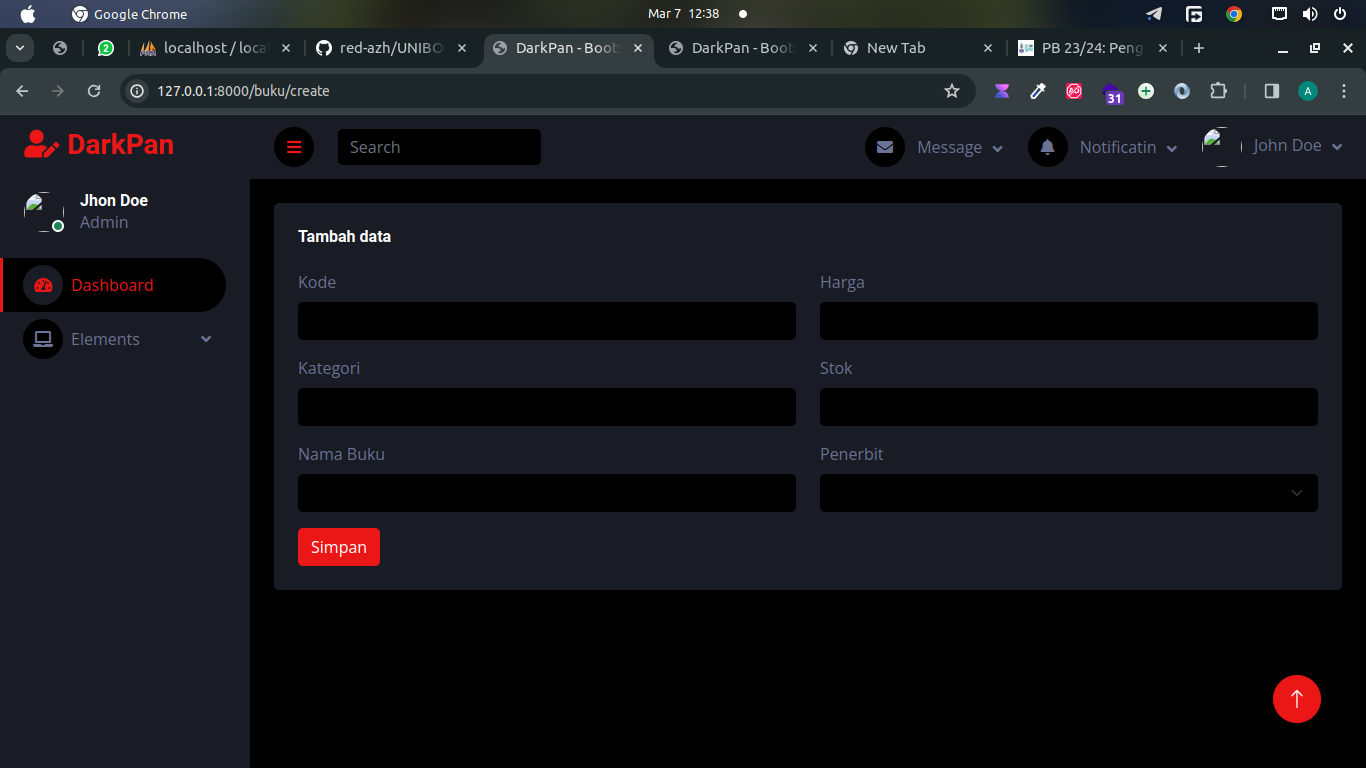 Google Chrome
Mar 7 12:38
2
localhost / loca
red-azh/UNIBO
DarkPan - Boots
DarkPan - Boot
New Tab
PB 23/24: Peng
127.0.0.1:8000/buku/create
31
A
DarkPan
Search
Message
Notificatin
John Doe
Jhon Doe
Admin
Dashboard
Elements
Tambah data
Kode
Harga
Kategori
Stok
Nama Buku
Penerbit
Simpan